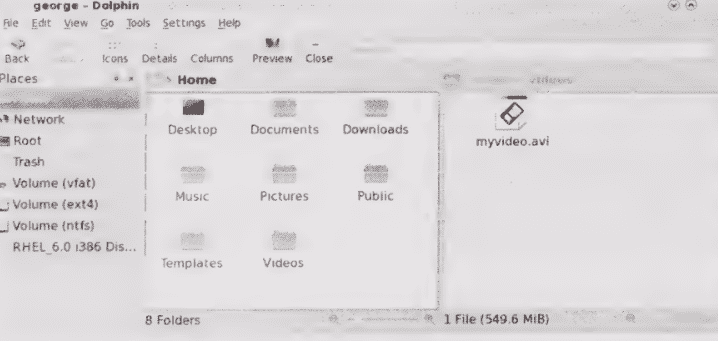 george – Dolphin
File Edit View Go Tools Settings Help
Back Icons Details Columns Preview Close
Places
Home
Network
Root
Trash
Volume (vfat)
Volume (ext4)
Volume (ntfs)
RHEL_6.0 i386 Dis...
Desktop Documents Downloads
Music Pictures Public
Templates Videos
8 Folders
myvideo.avi
1 File (549.6 MiB)